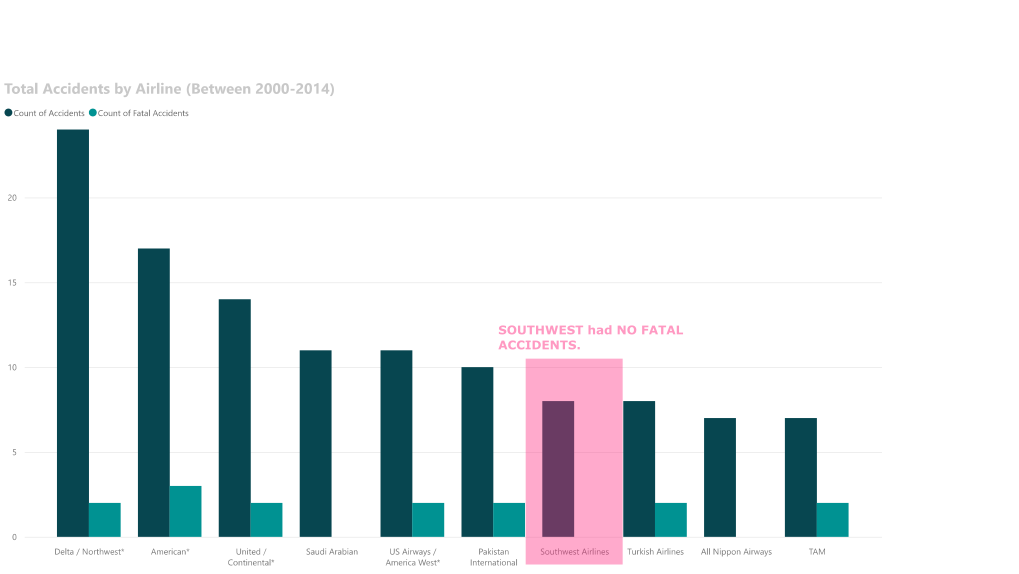 Total Accidents by Airline (Between 2000-2014)
Count of Accidents Count of Fatal Accidents
20
15
10
5
0
SOUTHWEST had NO FATAL
ACCIDENTS.
Delta / Northwest*
American*
United /
Continental*
Saudi Arabian
US Airways /
America West*
Pakistan
International
Southwest Airlines
Turkish Airlines
All Nippon Airways
TAM